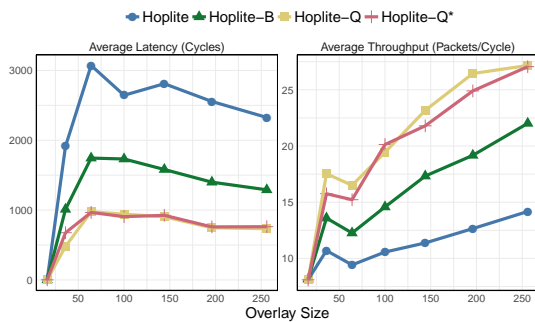 Hoplite Hoplite-B Hoplite-Q Hoplite-Q*
Average Latency (Cycles) Average Throughput (Packets/Cycle)
3000
2000
1000
0
25
20
15
10
50 100 150 200 250 50 100 150 200 250
Overlay Size